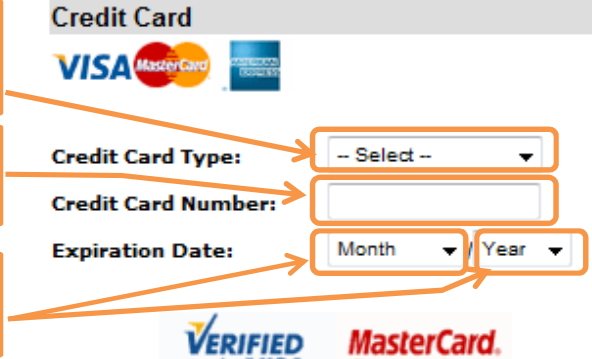 Credit Card
VISA MasterCard AMERICAN EXPRESS
Credit Card Type: -- Select --
Credit Card Number:
Expiration Date: Month / Year
VERIFIED MasterCard.